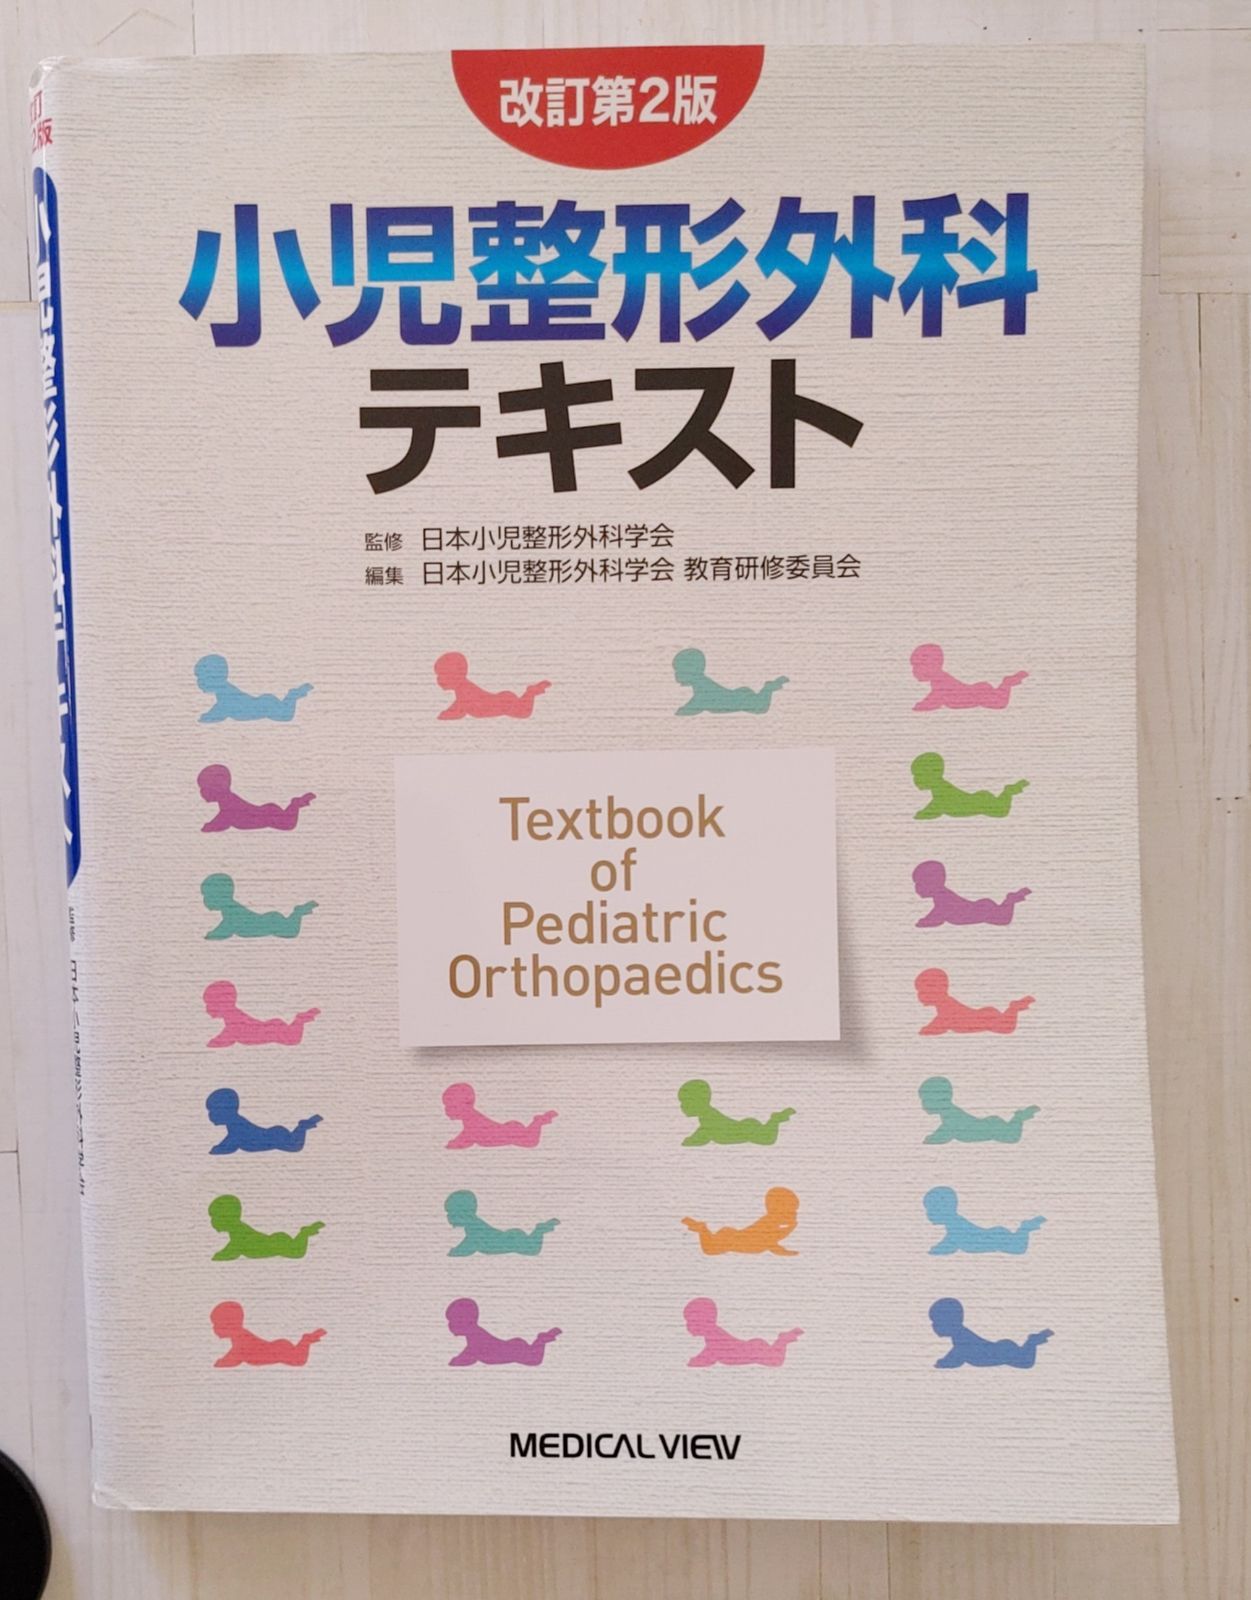 改訂第2版
小児整形外科
テキスト
監修 日本小児整形外科学会
編集 日本小児整形外科学会 教育研修委員会
Textbook
of
Pediatric
Orthopaedics
MEDICAL VIEW